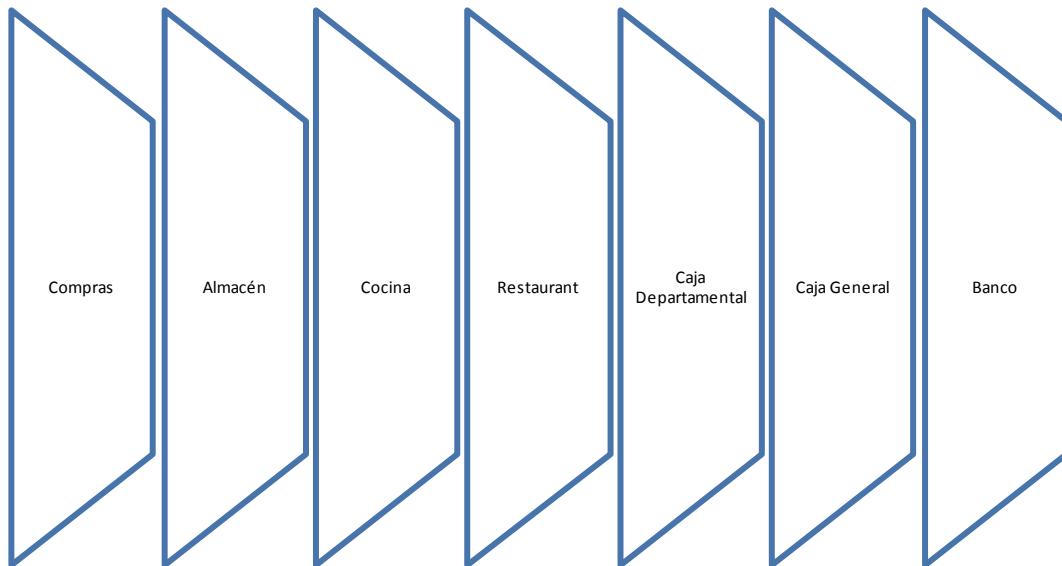 Compras
Almacén
Cocina
Restaurant
Caja
Departamental
Caja General
Banco